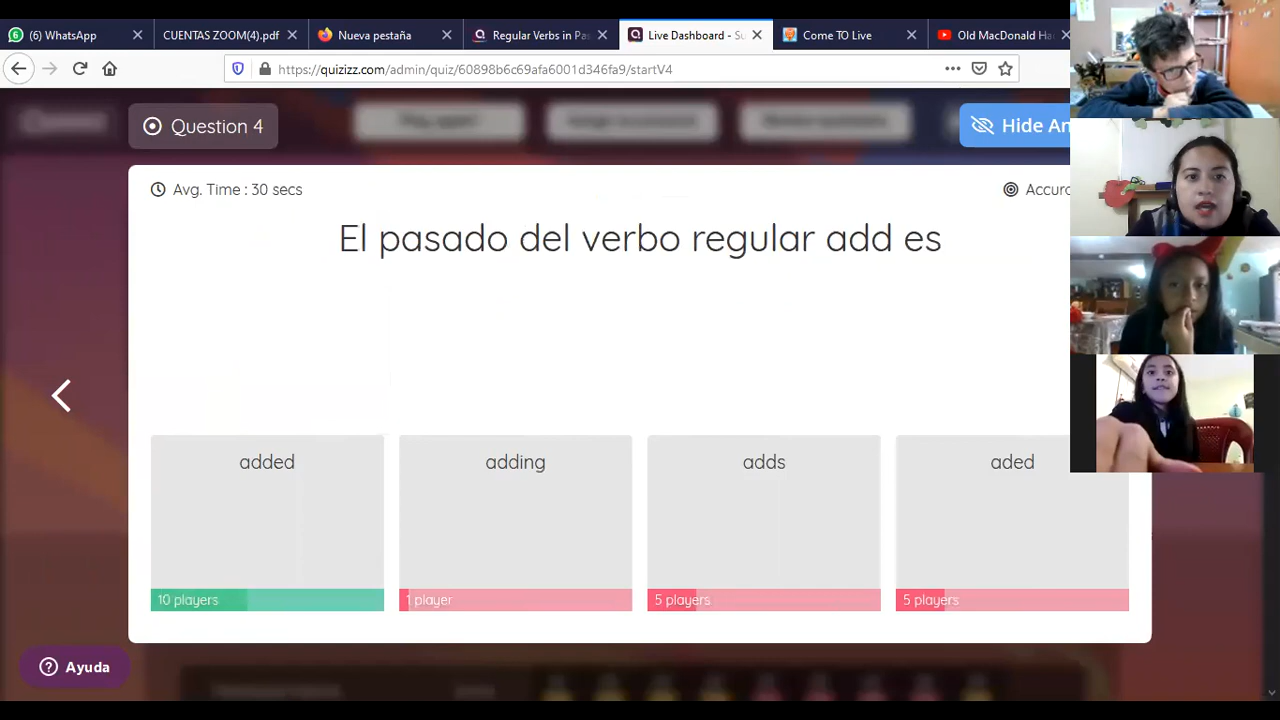 (6) WhatsApp
CUENTAS ZOOM(4).pdf
Nueva pestaña
Regular Verbs in Pas
Live Dashboard - Su
Come TO Live
Old MacDonald Ha
https://quizizz.com/admin/quiz/60898b6c69afa6001d346fa9/startV4
Question 4
Hide An
Avg. Time : 30 secs
Accurc
El pasado del verbo regular add es
added
adding
adds
aded
10 players
1 player
5 players
5 players
Ayuda